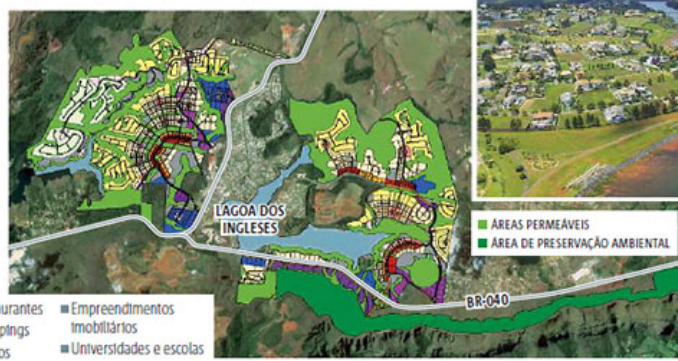 LAGOA DOS
INGLESES
ÁREAS PERMEÁVEIS
ÁREA DE PRESERVAÇÃO AMBIENTAL
BR-040
Empreendimentos
imobiliários
Universidades e escolas